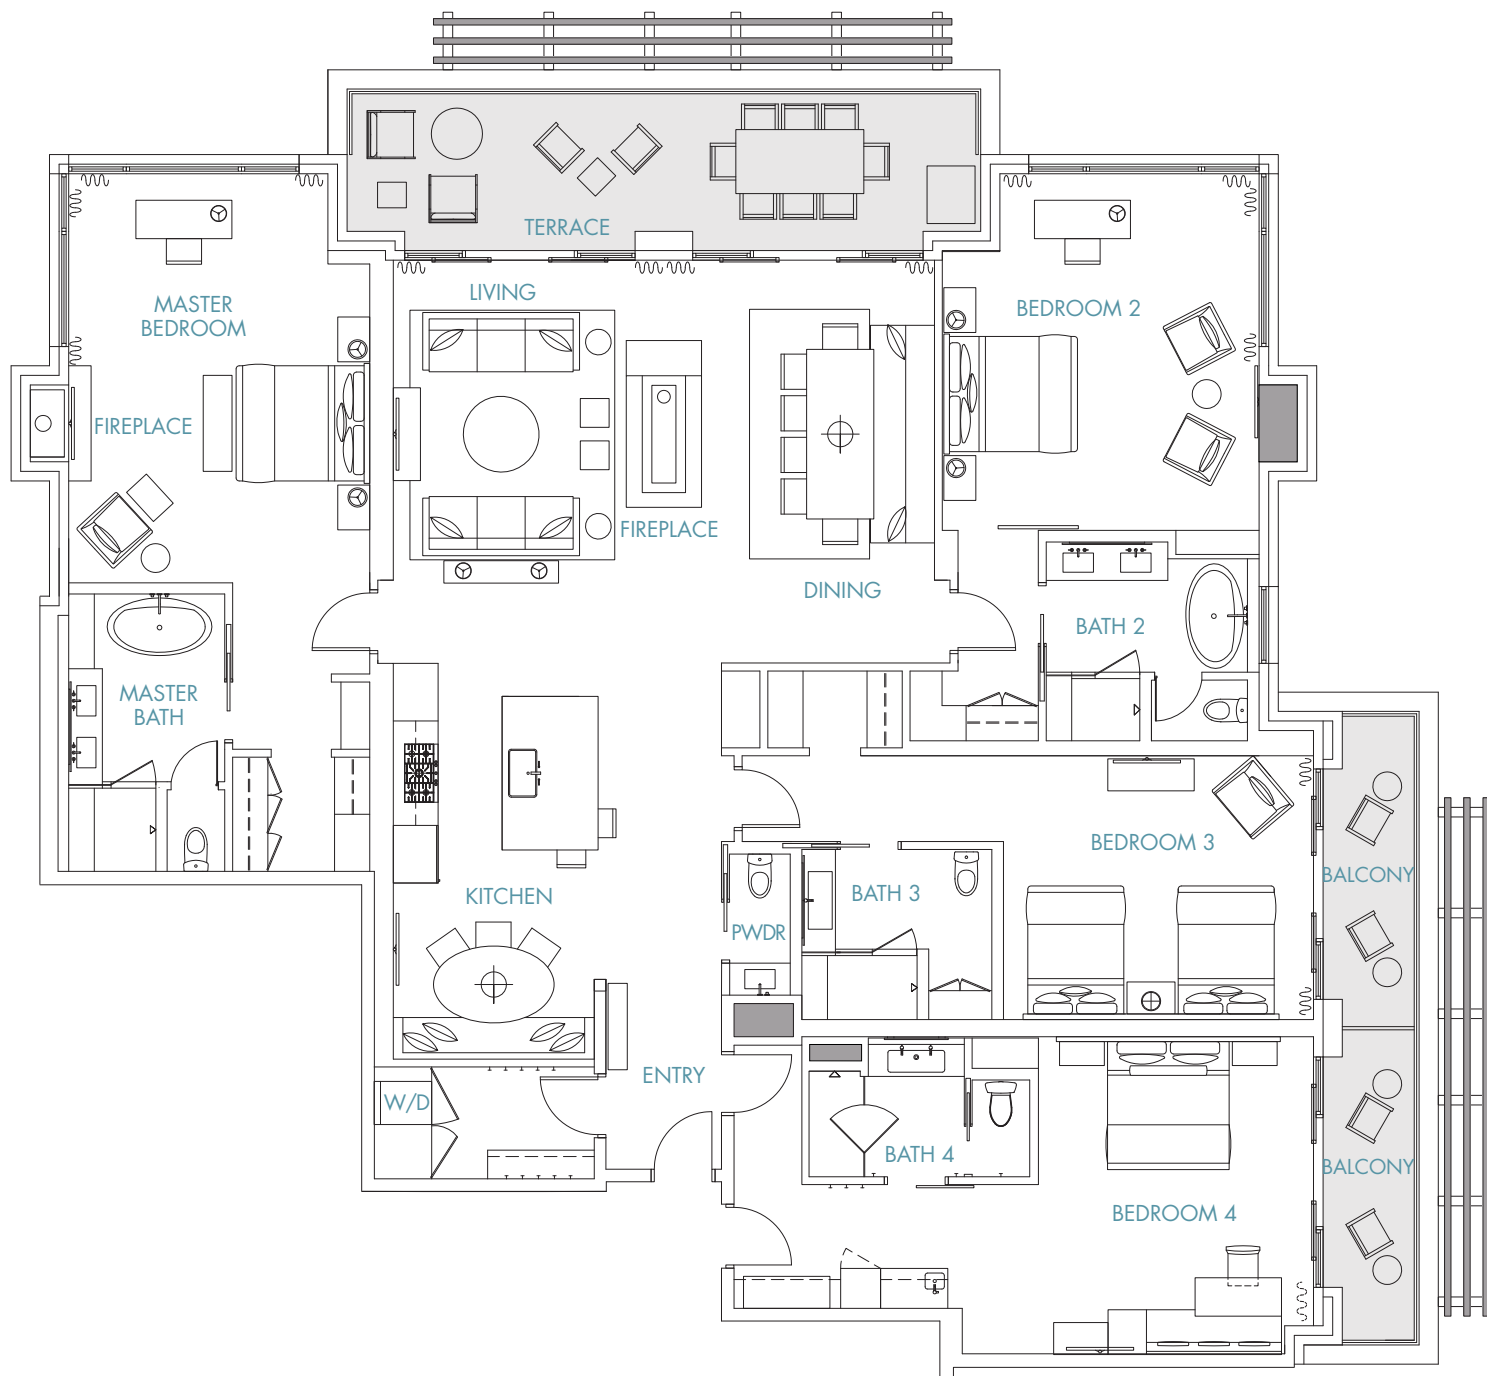 TERRACE
LIVING
MASTER
BEDROOM
BEDROOM 2
FIREPLACE
FIREPLACE
DINING
BATH 2
MASTER
BATH
BEDROOM 3
BALCONY
KITCHEN
BATH 3
PWDR
ENTRY
W/D
BATH 4
BALCONY
BEDROOM 4